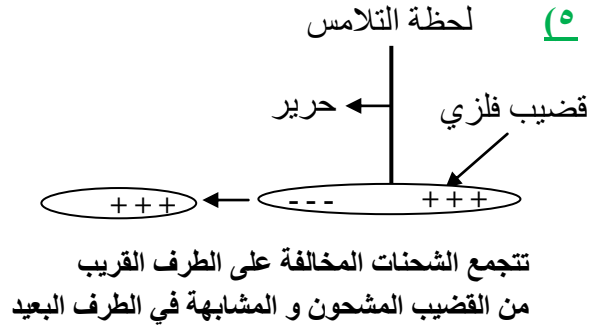 (٥
لحظة التلامس
حرير
قضيب فلزي
+ + +
- - -
+ + +
تتجمع الشحنات المخالفة على الطرف القريب
من القضيب المشحون و المشابهة في الطرف البعيد